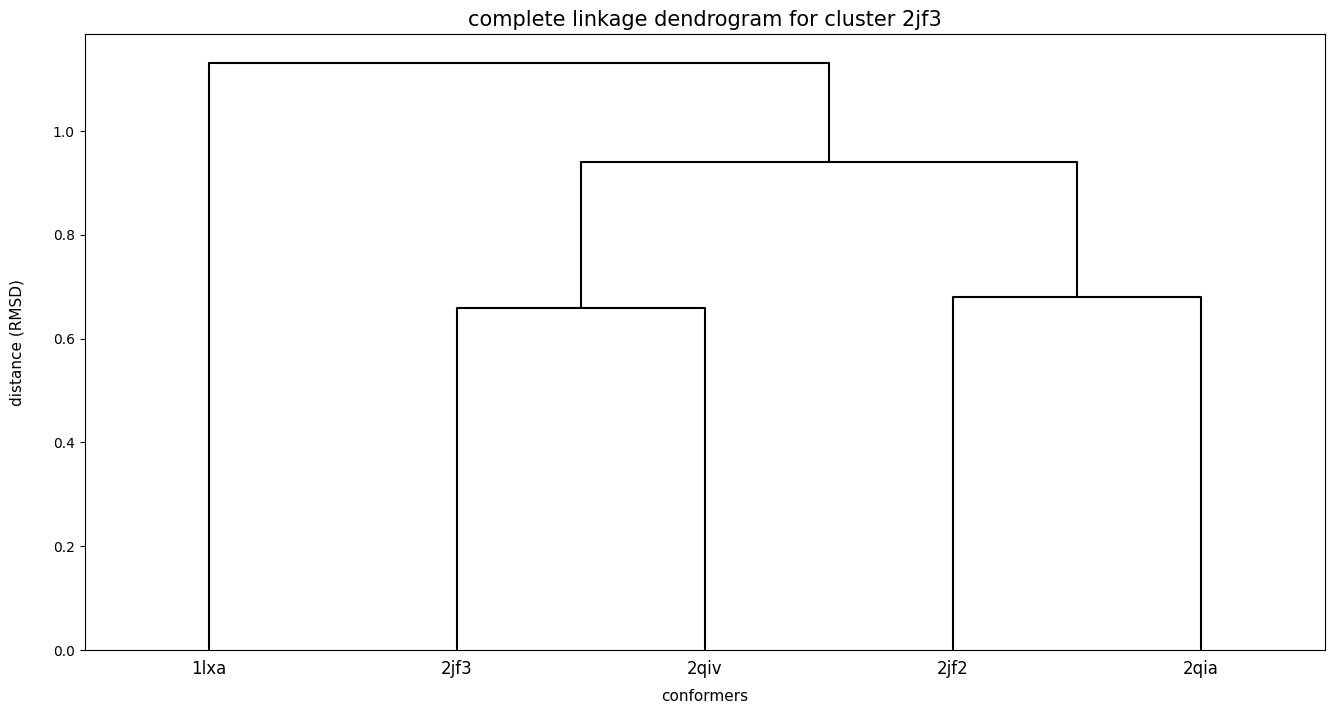 complete linkage dendrogram for cluster 2jf3
1.0
0.8
0.6
0.4
0.2
0.0
distance (RMSD)
1lxa 2jf3 2qiv 2jf2 2qia
conformers